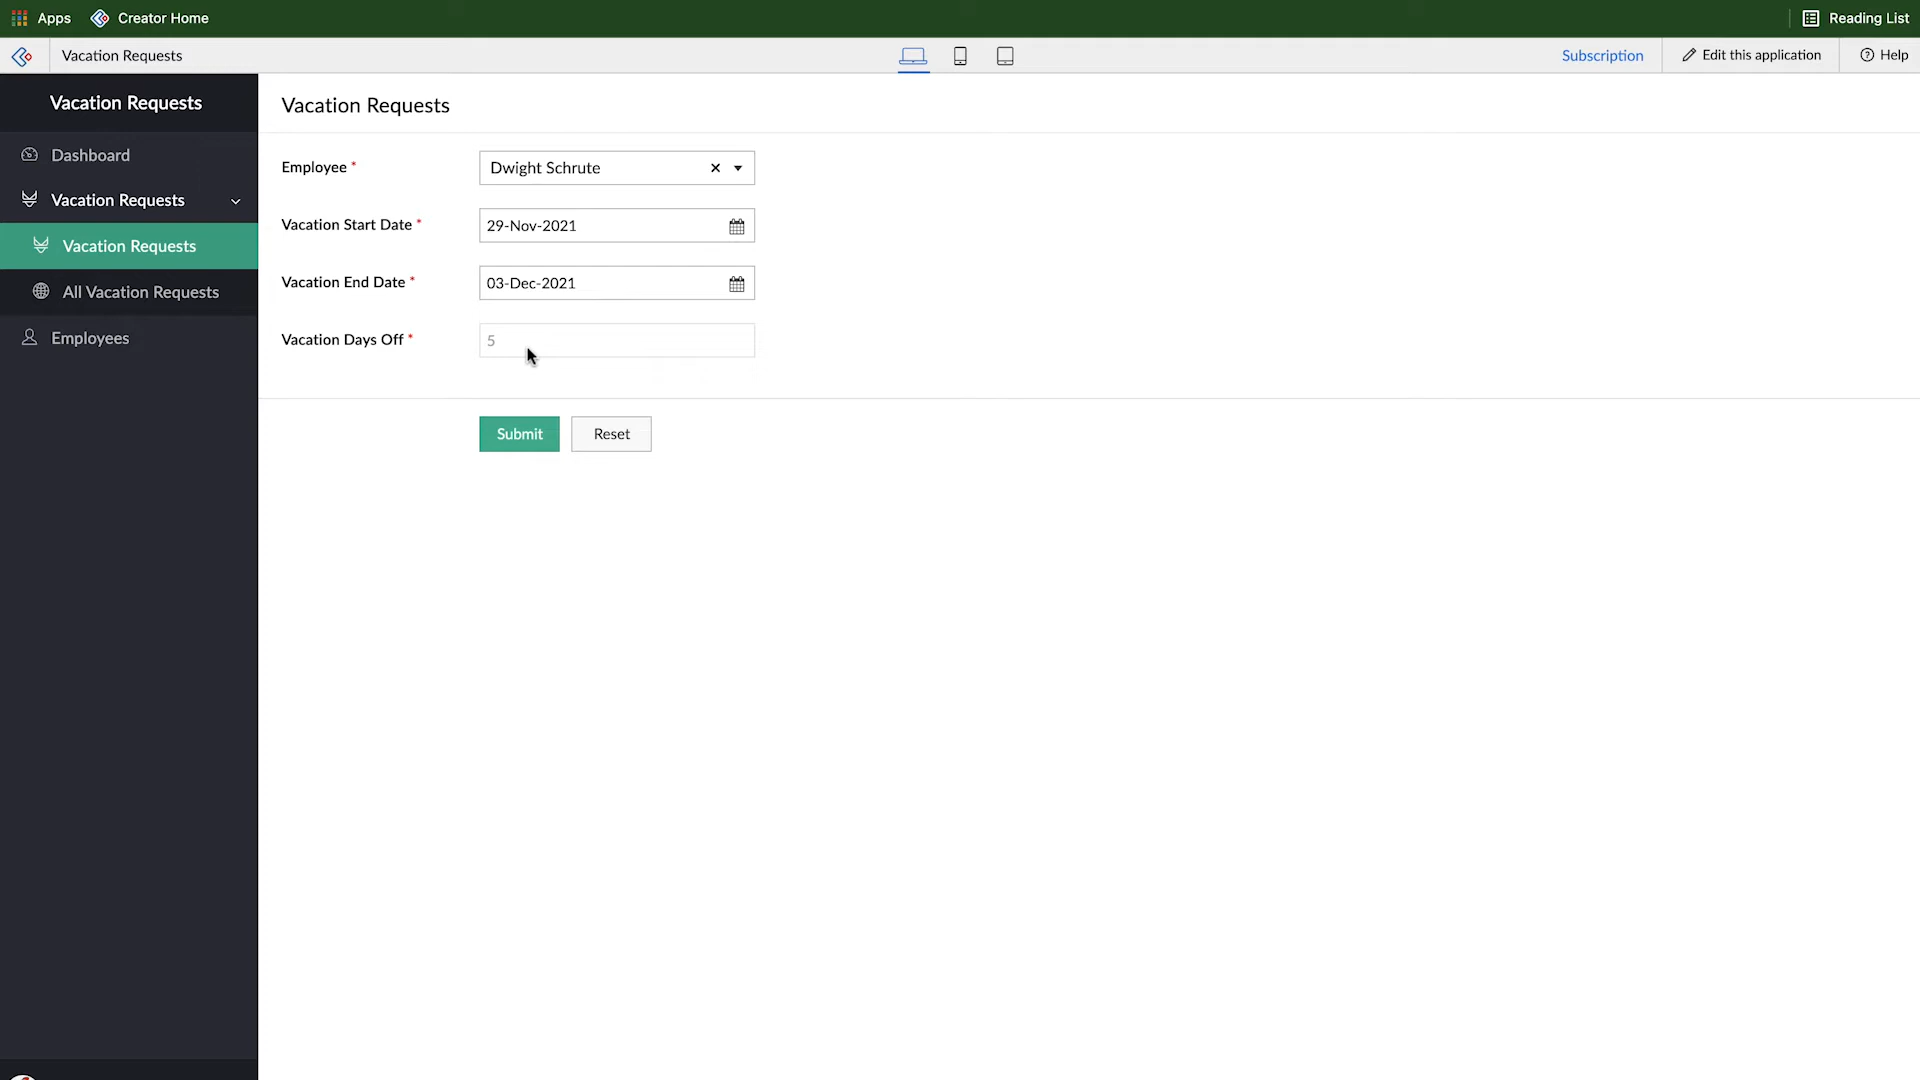 Apps Creator Home Reading List
Vacation Requests Subscription Edit this application Help
Vacation Requests
Dashboard
Vacation Requests
Vacation Requests
All Vacation Requests
Employees
Vacation Requests
Employee * Dwight Schrute
Vacation Start Date * 29-Nov-2021
Vacation End Date * 03-Dec-2021
Vacation Days Off * 5
Submit Reset